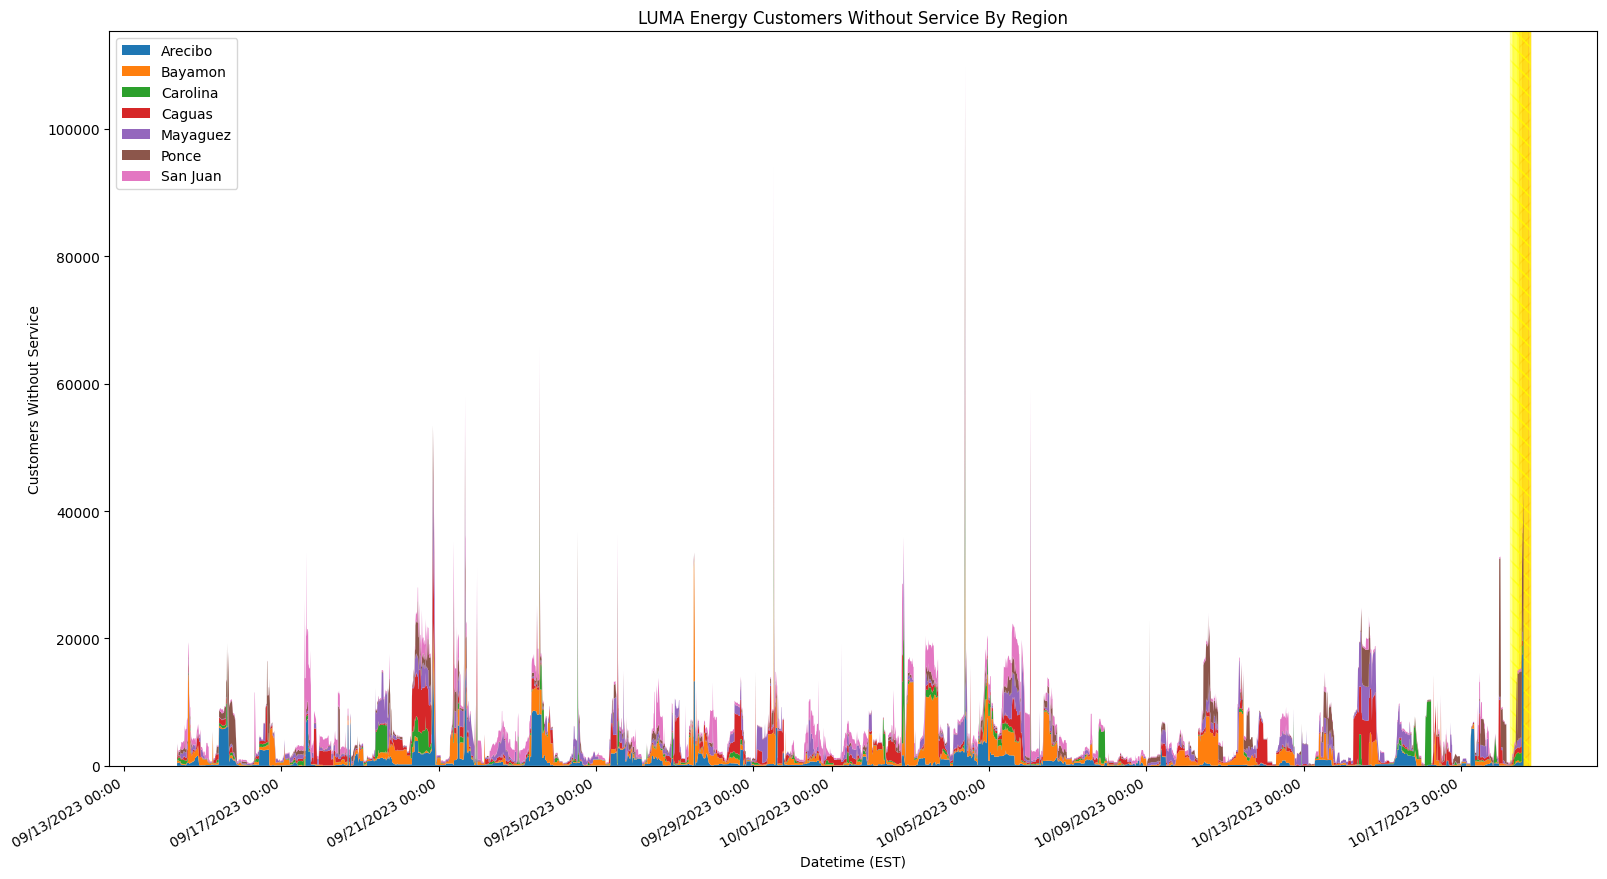 LUMA Energy Customers Without Service By Region
Arecibo
Bayamon
Carolina
Caguas
Mayaguez
Ponce
San Juan
100000
80000
60000
40000
20000
0
Customers Without Service
09/13/2023 00:00
09/17/2023 00:00
09/21/2023 00:00
09/25/2023 00:00
09/29/2023 00:00
10/01/2023 00:00
10/05/2023 00:00
10/09/2023 00:00
10/13/2023 00:00
10/17/2023 00:00
Datetime (EST)